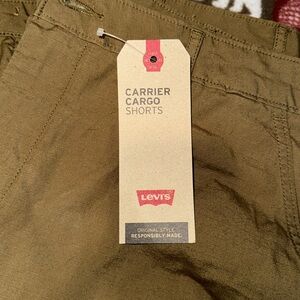 CARRIER
CARGO
SHORTS
Levi's
ORIGINAL STYLE
RESPONSIBLY MADE.